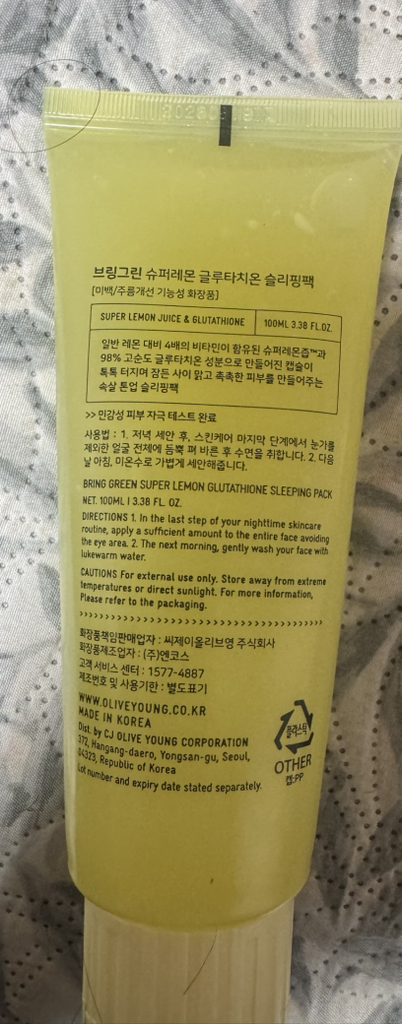 브링그린 슈퍼레몬 글루타치온 슬리핑팩
[미백/주름개선 기능성 화장품]
SUPER LEMON JUICE & GLUTATHIONE
100ML 3.38 FL.OZ.
일반 레몬 대비 4배의 비타민이 함유된 슈퍼레몬즙™과
98% 고순도 글루타치온 성분으로 만들어진 캡슐이
톡톡 터지며 잠든 사이 맑고 촉촉한 피부를 만들어주는
속살 톤업 슬리핑팩
>> 민감성 피부 자극 테스트 완료
사용법 : 1. 저녁 세안 후, 스킨케어 마지막 단계에서 눈가를
제외한 얼굴 전체에 듬뿍 펴 바른 후 수면을 취합니다. 2. 다음
날 아침, 미온수로 가볍게 세안해줍니다.
BRING GREEN SUPER LEMON GLUTATHIONE SLEEPING PACK
NET. 100ML I 3.38 FL. OZ.
DIRECTIONS 1. In the last step of your nighttime skincare
routine, apply a sufficient amount to the entire face avoiding
the eye area. 2. The next morning, gently wash your face with
lukewarm water.
CAUTIONS For external use only. Store away from extreme
temperatures or direct sunlight. For more information,
Please refer to the packaging.
화장품책임판매업자 : 씨제이올리브영 주식회사
화장품제조업자 : (주)엔코스
고객 서비스 센터 : 1577-4887
제조번호 및 사용기한 : 별도표기
WWW.OLIVEYOUNG.CO.KR
MADE IN KOREA
Dist. by CJ OLIVE YOUNG CORPORATION
372, Hangang-daero, Yongsan-gu, Seoul,
04323, Republic of Korea
Lot number and expiry date stated separately.
플라스틱
OTHER
캡:PP